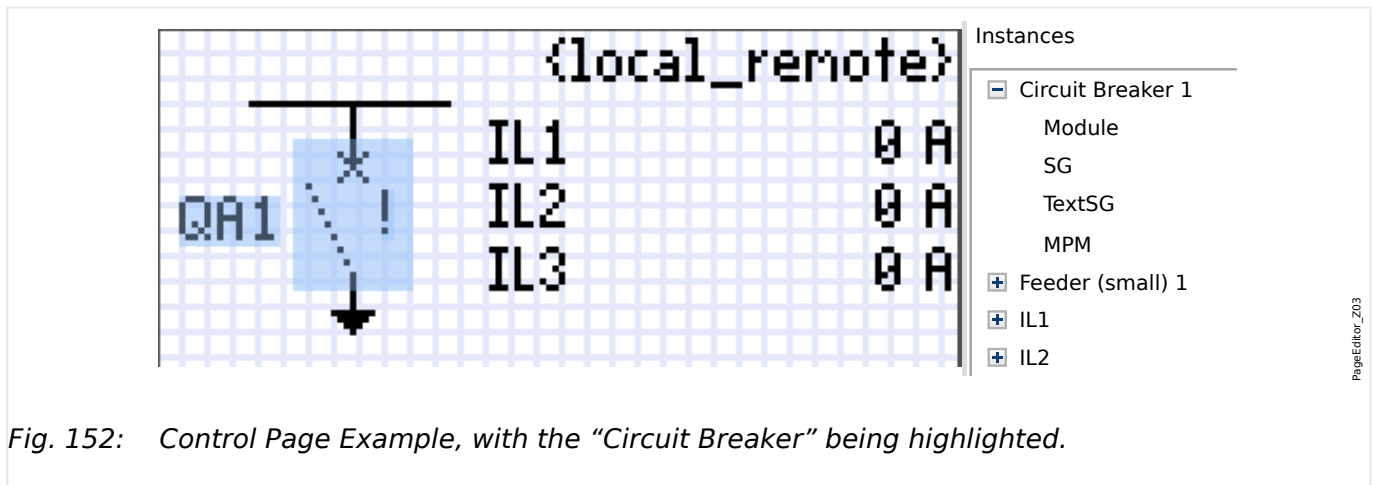 {local_remote}
QA1
!
IL1 0 A
IL2 0 A
IL3 0 A
Instances
Circuit Breaker 1
Module
SG
TextSG
MPM
Feeder (small) 1
IL1
IL2
PageEditor_Z03
Fig. 152: Control Page Example, with the “Circuit Breaker” being highlighted.